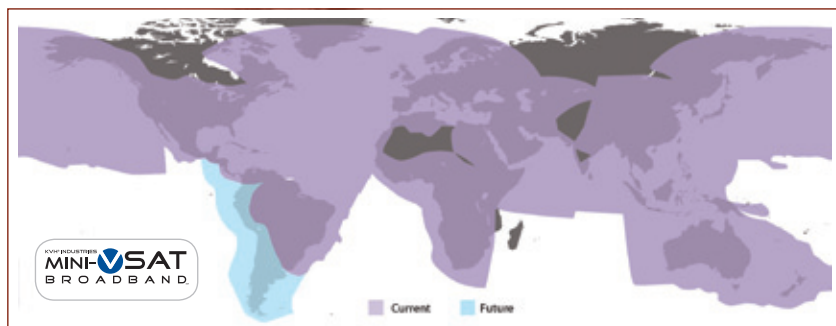 KVH INDUSTRIES
MINI-VSAT
BROADBAND
Current
Future